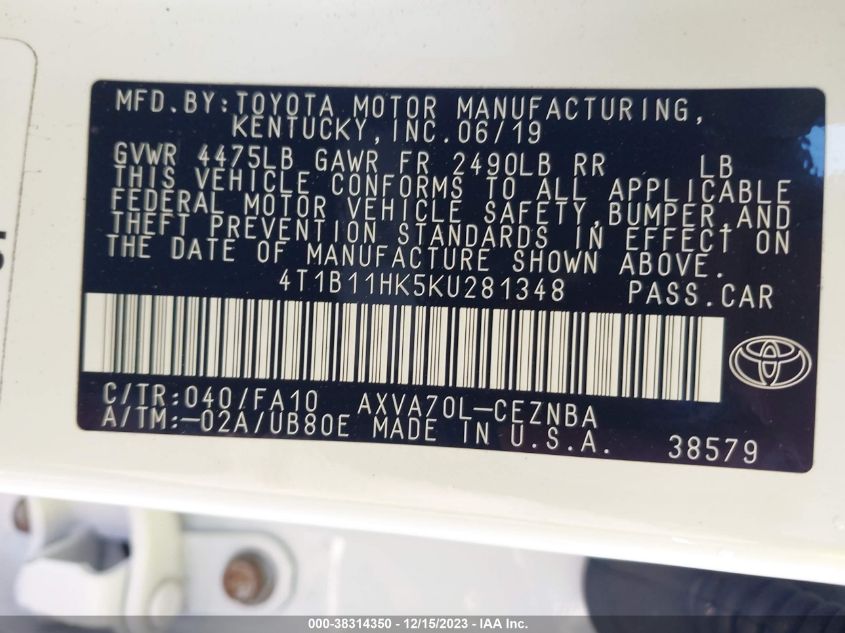 MFD.BY:TOYOTA MOTOR MANUFACTURING,
KENTUCKY,INC.06/19
GVWR 4475LB GAWR FR 2490LB RR LB
THIS VEHICLE CONFORMS TO ALL APPLICABLE
FEDERAL MOTOR VEHICLE SAFETY,BUMPER,AND
THEFT PREVENTION STANDARDS IN EFFECT ON
THE DATE OF MANUFACTURE SHOWN ABOVE.
4T1B11HK5KU281348 PASS.CAR
C/TR:040/FA10 AXVA70L-CEZNBA
A/TM:-02A/UB80E MADE IN U.S.A. 38579
000-38314350 - 12/15/2023 - IAA Inc.